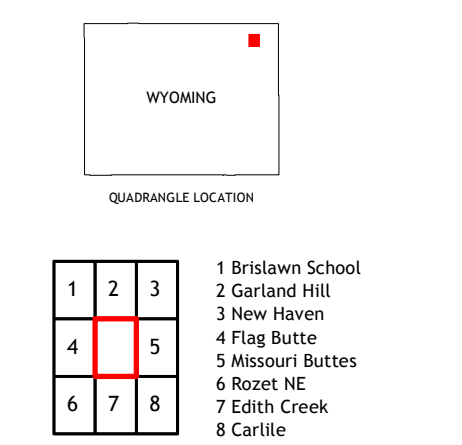 WYOMING
QUADRANGLE LOCATION
1 2 3
4 5
6 7 8
1 Brislawn School
2 Garland Hill
3 New Haven
4 Flag Butte
5 Missouri Buttes
6 Rozet NE
7 Edith Creek
8 Carlile